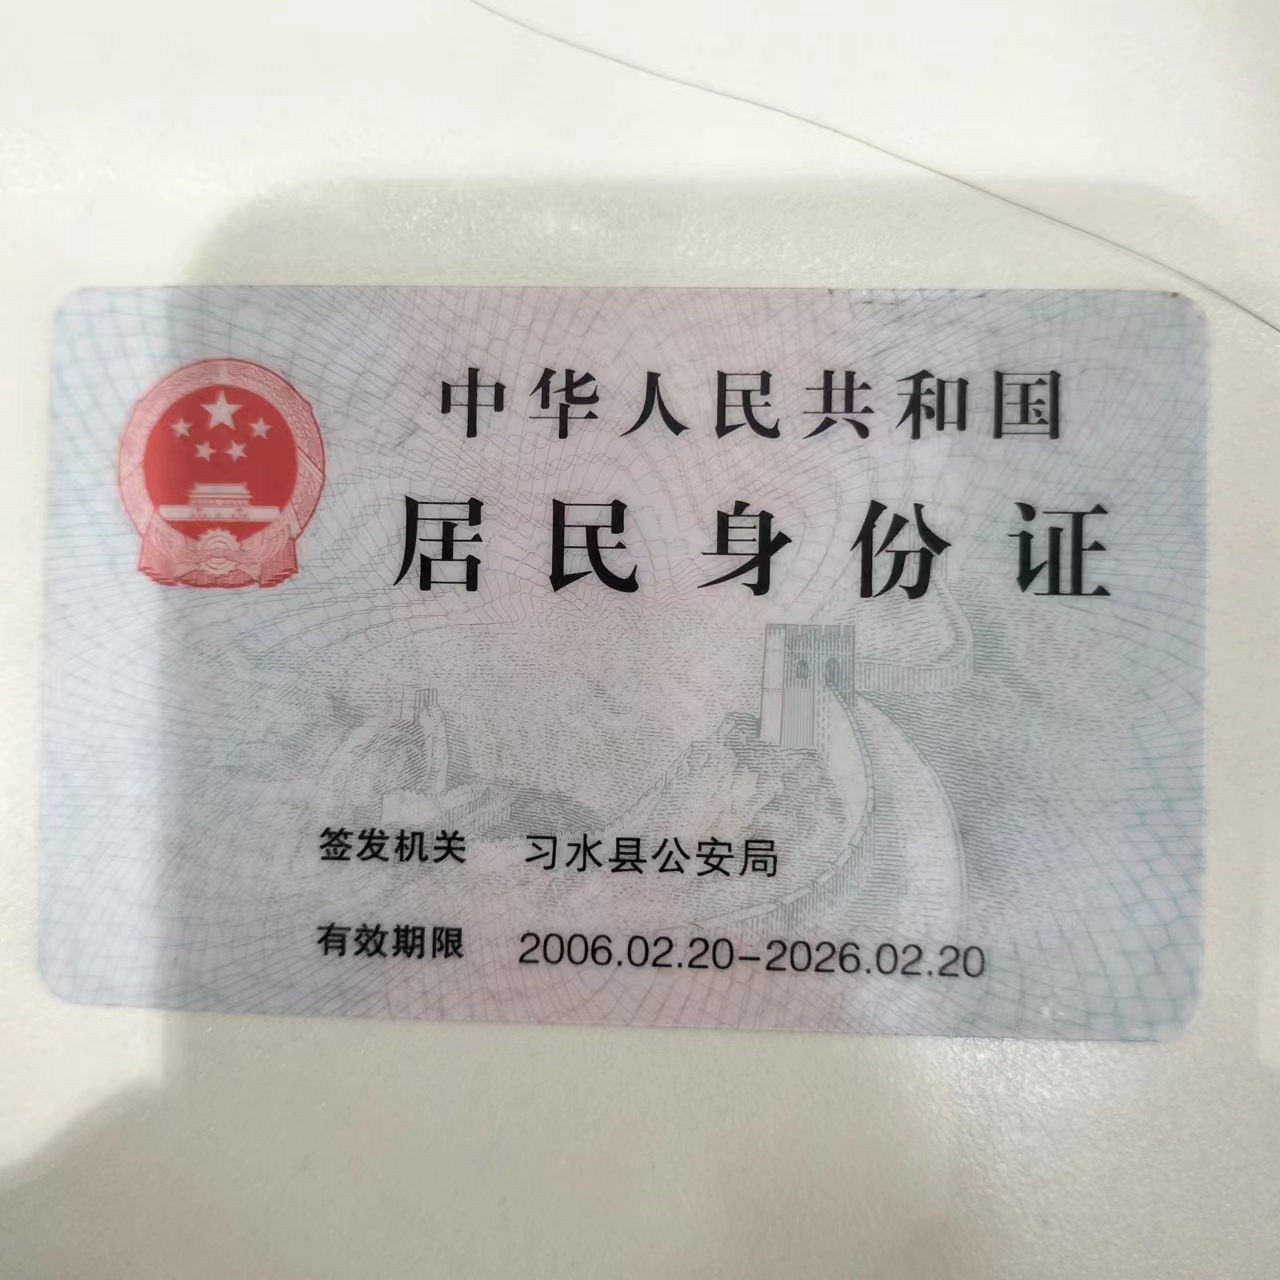 中华人民共和国
居民身份证
签发机关 习水县公安局
有效期限 2006.02.20-2026.02.20